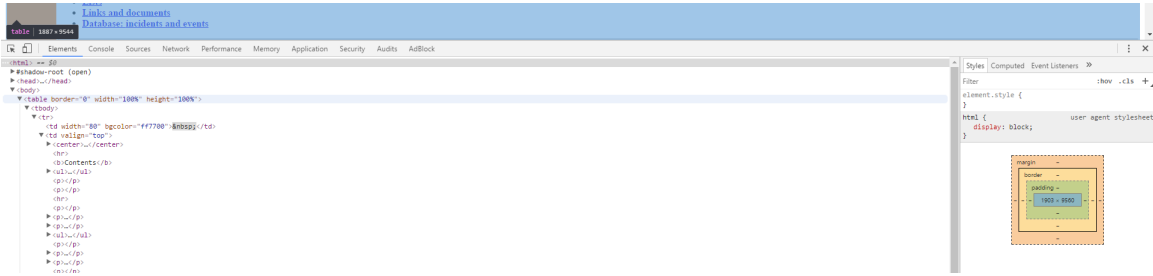 Links and documents
Database: incidents and events
table 1887 × 9544
Elements Console Sources Network Performance Memory Application Security Audits AdBlock
<html> == $0
▶#shadow-root (open)
▶<head>…</head>
▼<body>
▼<table border="0" width="100%" height="100%">
▼<tbody>
▼<tr>
<td width="80" bgcolor="ff7700">&nbsp;</td>
▼<td valign="top">
▶<center>…</center>
<hr>
<b>Contents</b>
▶<ul>…</ul>
<p></p>
<hr>
<p></p>
▶<p>…</p>
▶<p>…</p>
▶<ul>…</ul>
<p></p>
▶<p>…</p>
▶<p>…</p>
<p></p>
Styles Computed Event Listeners »
Filter :hov .cls +
element.style {
}
html { user agent stylesheet
display: block;
}
margin –
border –
padding –
– – – 1903 × 9560 – – –
–
–
–